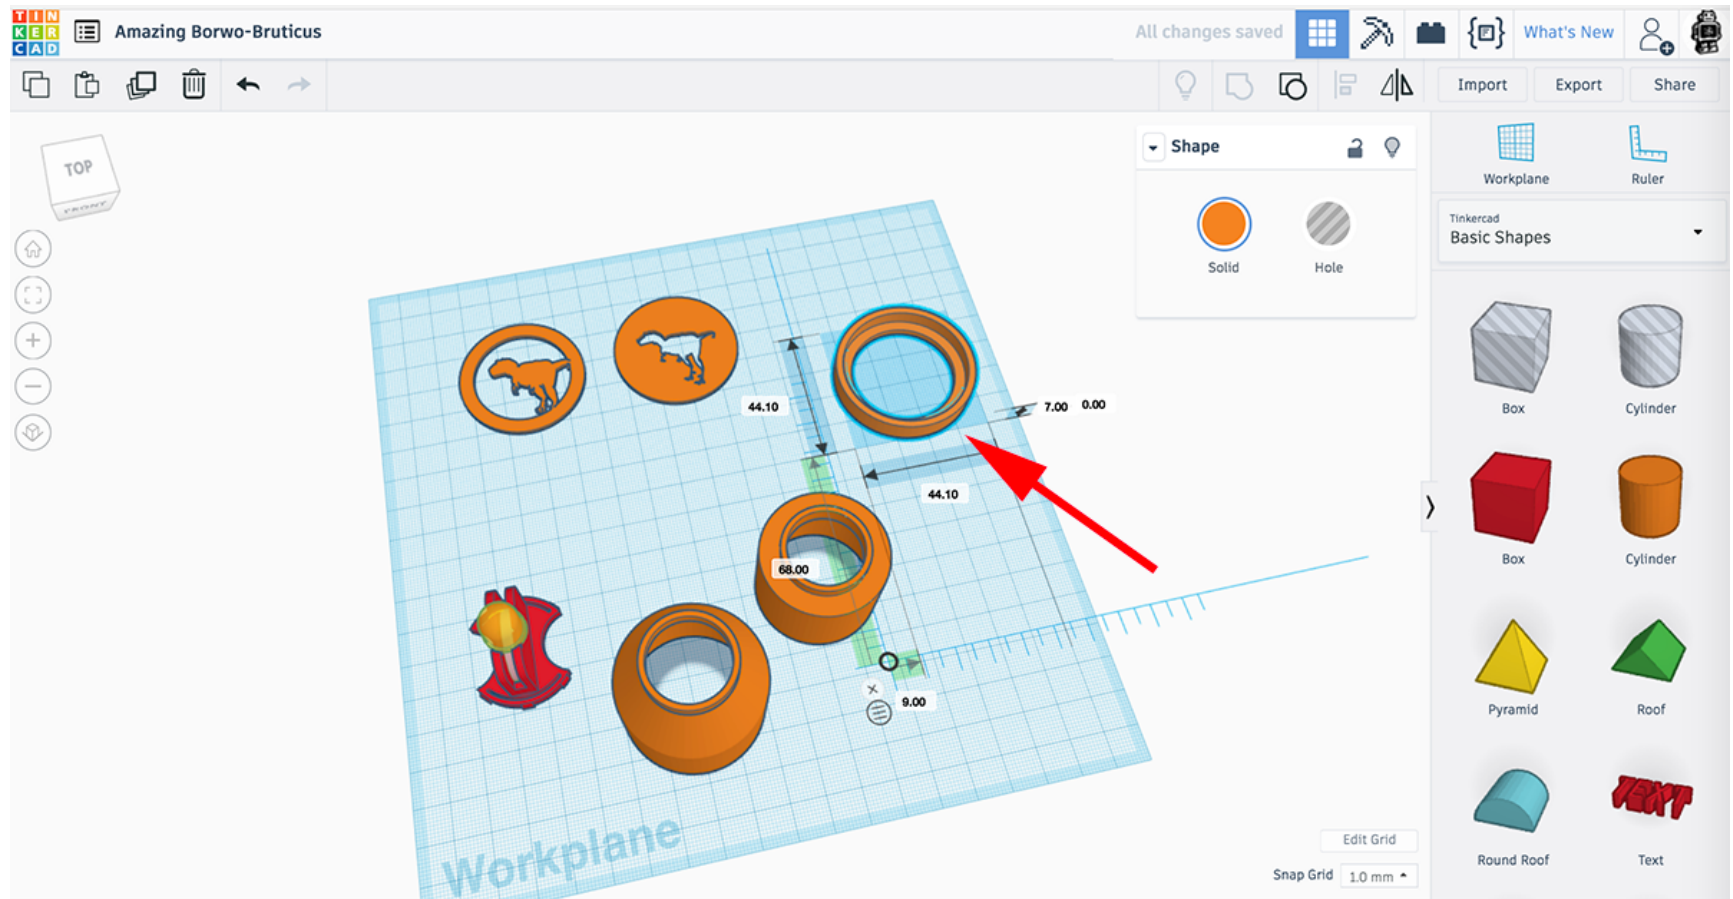 TIN
KER
CAD
Amazing Borwo-Bruticus
All changes saved
What's New
Import
Export
Share
TOP
FRONT
Shape
Solid
Hole
Workplane
Ruler
Tinkercad
Basic Shapes
Box
Cylinder
Box
Cylinder
Pyramid
Roof
Round Roof
TEXT
Text
44.10
7.00 0.00
44.10
68.00
9.00
Workplane
Edit Grid
Snap Grid 1.0 mm